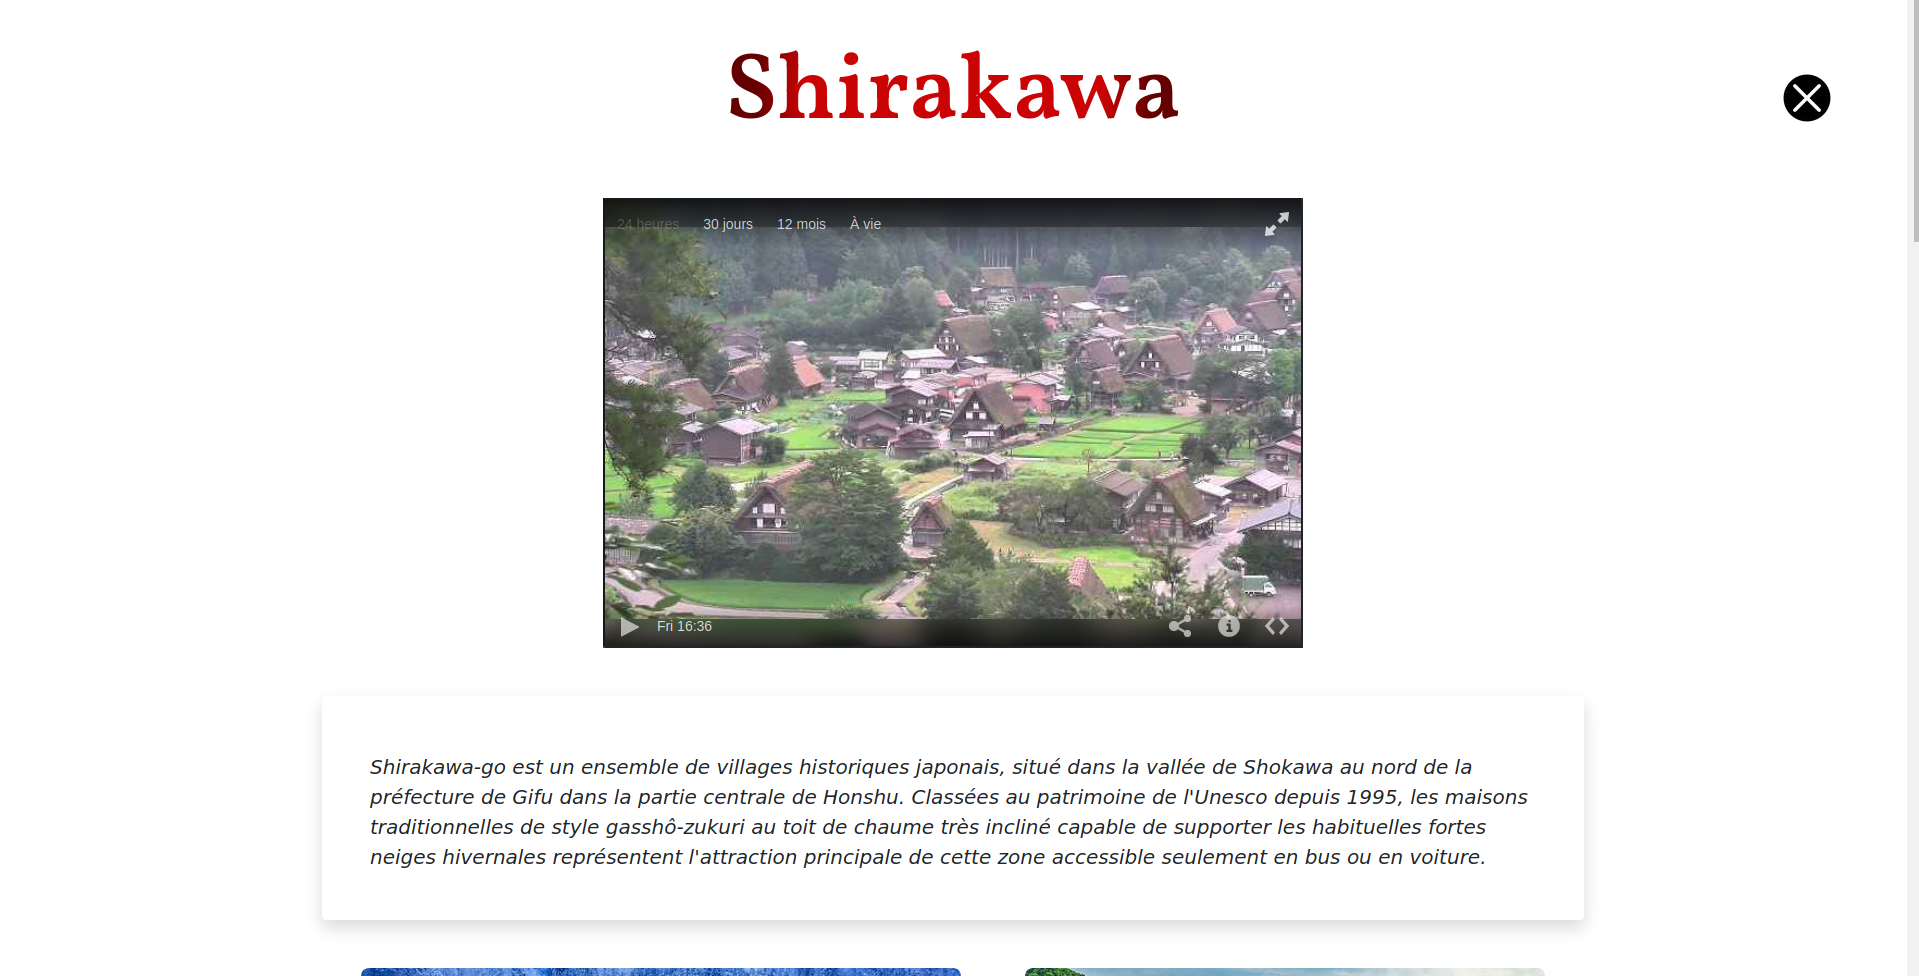 Shirakawa
24 heures 30 jours 12 mois À vie
Fri 16:36
Shirakawa-go est un ensemble de villages historiques japonais, situé dans la vallée de Shokawa au nord de la
préfecture de Gifu dans la partie centrale de Honshu. Classées au patrimoine de l'Unesco depuis 1995, les maisons
traditionnelles de style gasshô-zukuri au toit de chaume très incliné capable de supporter les habituelles fortes
neiges hivernales représentent l'attraction principale de cette zone accessible seulement en bus ou en voiture.